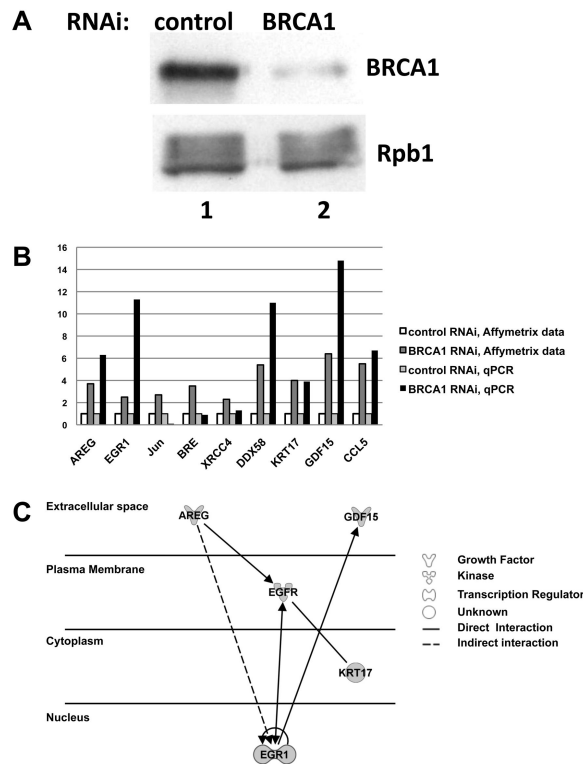 A
RNAi: control BRCA1
BRCA1
Rpb1
1 2
B
16
14
12
10
8
6
4
2
0
AREG
EGR1
Jun
BRE
XRCC4
DDX58
KRT17
GDF15
CCL5
control RNAi, Affymetrix data
BRCA1 RNAi, Affymetrix data
control RNAi, qPCR
BRCA1 RNAi, qPCR
C
Extracellular space
AREG
GDF15
Plasma Membrane
EGFR
Cytoplasm
KRT17
Nucleus
EGR1
Growth Factor
Kinase
Transcription Regulator
Unknown
Direct Interaction
Indirect interaction